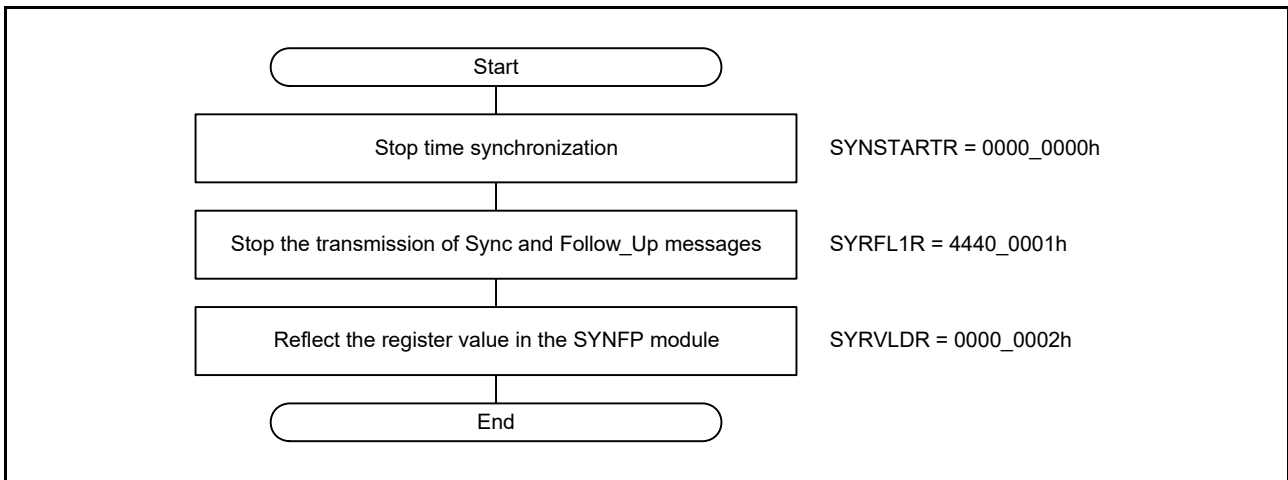 Start
Stop time synchronization
SYNSTARTR = 0000_0000h
Stop the transmission of Sync and Follow_Up messages
SYRFL1R = 4440_0001h
Reflect the register value in the SYNFP module
SYRVLDR = 0000_0002h
End